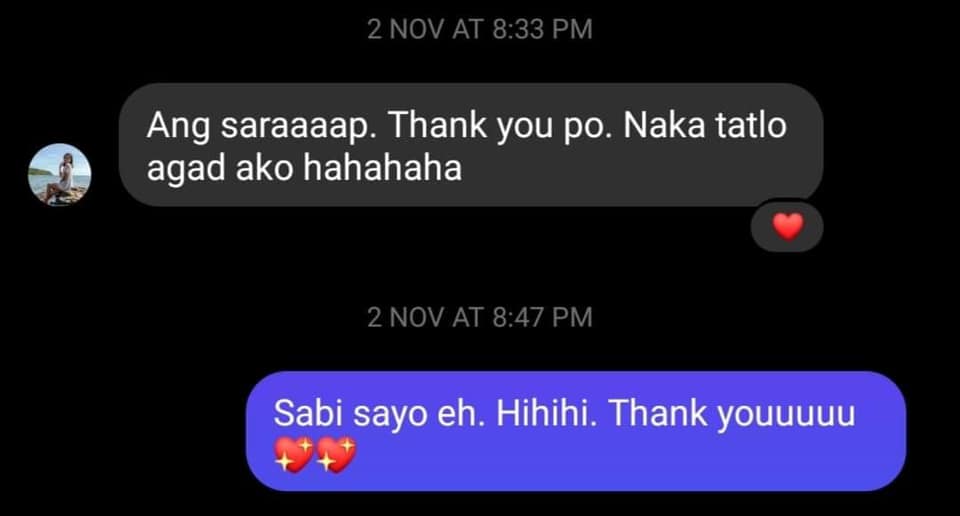 2 NOV AT 8:33 PM
Ang saraaaap. Thank you po. Naka tatlo
agad ako hahahaha
❤️
2 NOV AT 8:47 PM
Sabi sayo eh. Hihihi. Thank youuuuu
💖💖